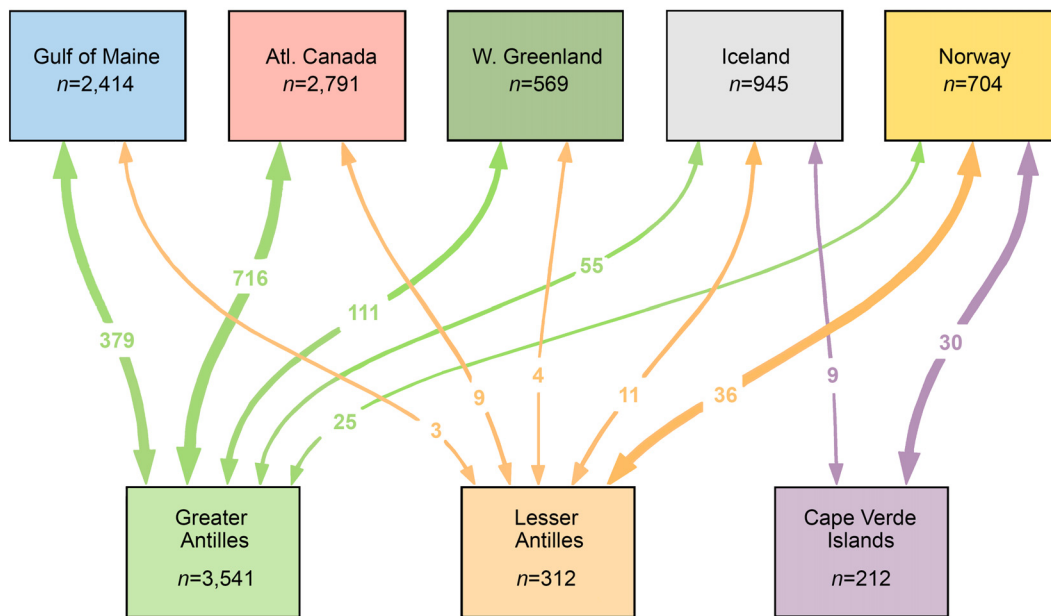 Gulf of Maine
n=2,414
Atl. Canada
n=2,791
W. Greenland
n=569
Iceland
n=945
Norway
n=704
716
55
111
379
30
4
9
9
11
36
3
25
Greater
Antilles
n=3,541
Lesser
Antilles
n=312
Cape Verde
Islands
n=212